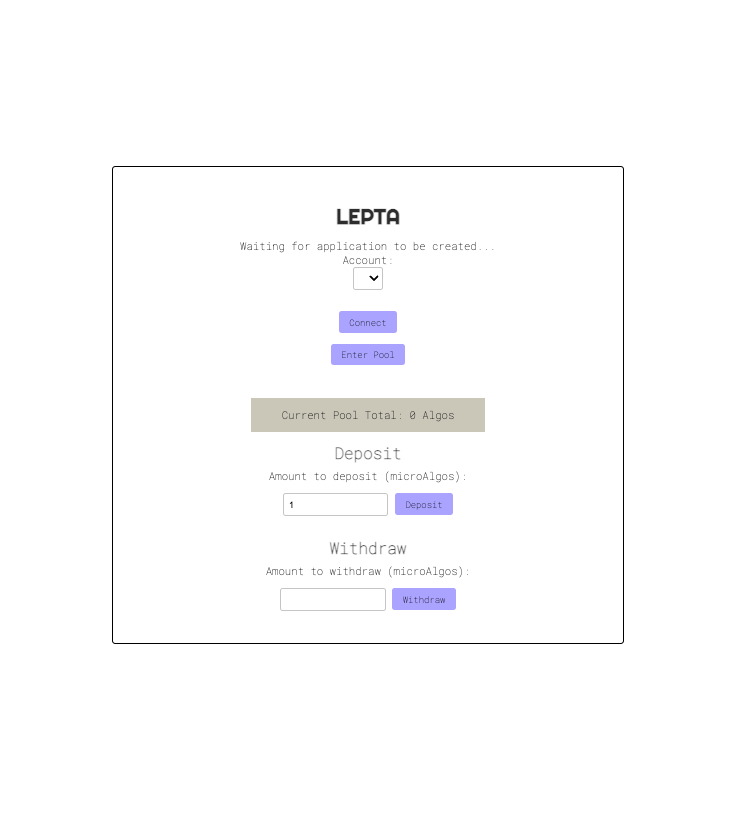 LEPTA
Waiting for application to be created...
Account:
Connect
Enter Pool
Current Pool Total: 0 Algos
Deposit
Amount to deposit (microAlgos):
1
Deposit
Withdraw
Amount to withdraw (microAlgos):
Withdraw